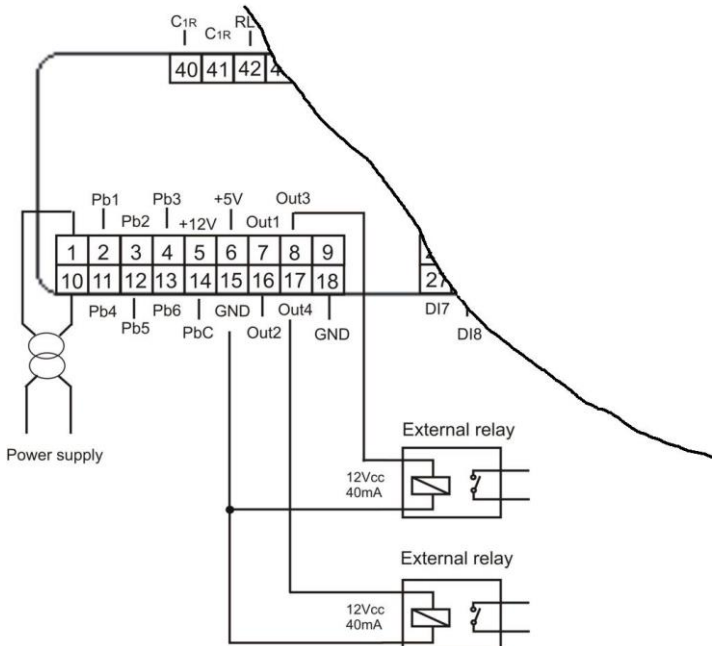 C1R C1R RL
40 41 42 4
Pb1 Pb2 Pb3 +12V +5V Out1 Out3
1 2 3 4 5 6 7 8 9
10 11 12 13 14 15 16 17 18
27
Pb4 Pb5 Pb6 PbC GND Out2 Out4 GND
DI7 DI8
Power supply
External relay
12Vcc
40mA
External relay
12Vcc
40mA